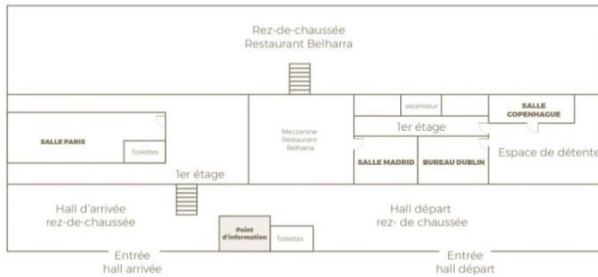 Rez-de-chaussée
Restaurant Belharra
ascenseur
SALLE
COPENHAGUE
1er étage
Mezzanine
Restaurant
Belharra
SALLE PARIS
Toilettes
SALLE MADRID
BUREAU DUBLIN
Espace de détente
1er étage
Hall d'arrivée
rez-de-chaussée
Hall départ
rez- de chaussée
Point
d'information
Toilettes
Entrée
hall arrivée
Entrée
hall départ